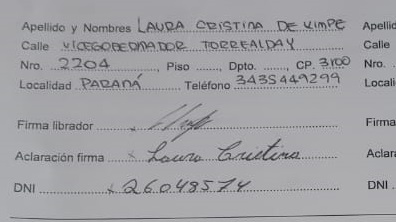 Apellido y Nombres LAURA CRISTINA DE KIMPE Apellid
Calle VICEGOBERNADOR TORREALDAY Calle
Nro. 2204, Piso ........, Dpto. ........, CP. 3100 Nro.
Localidad PARANÁ Teléfono 3435449299 Locali
Firma librador Firma
Aclaración firma x Laura Cristina Aclara
DNI x 26048574 DNI